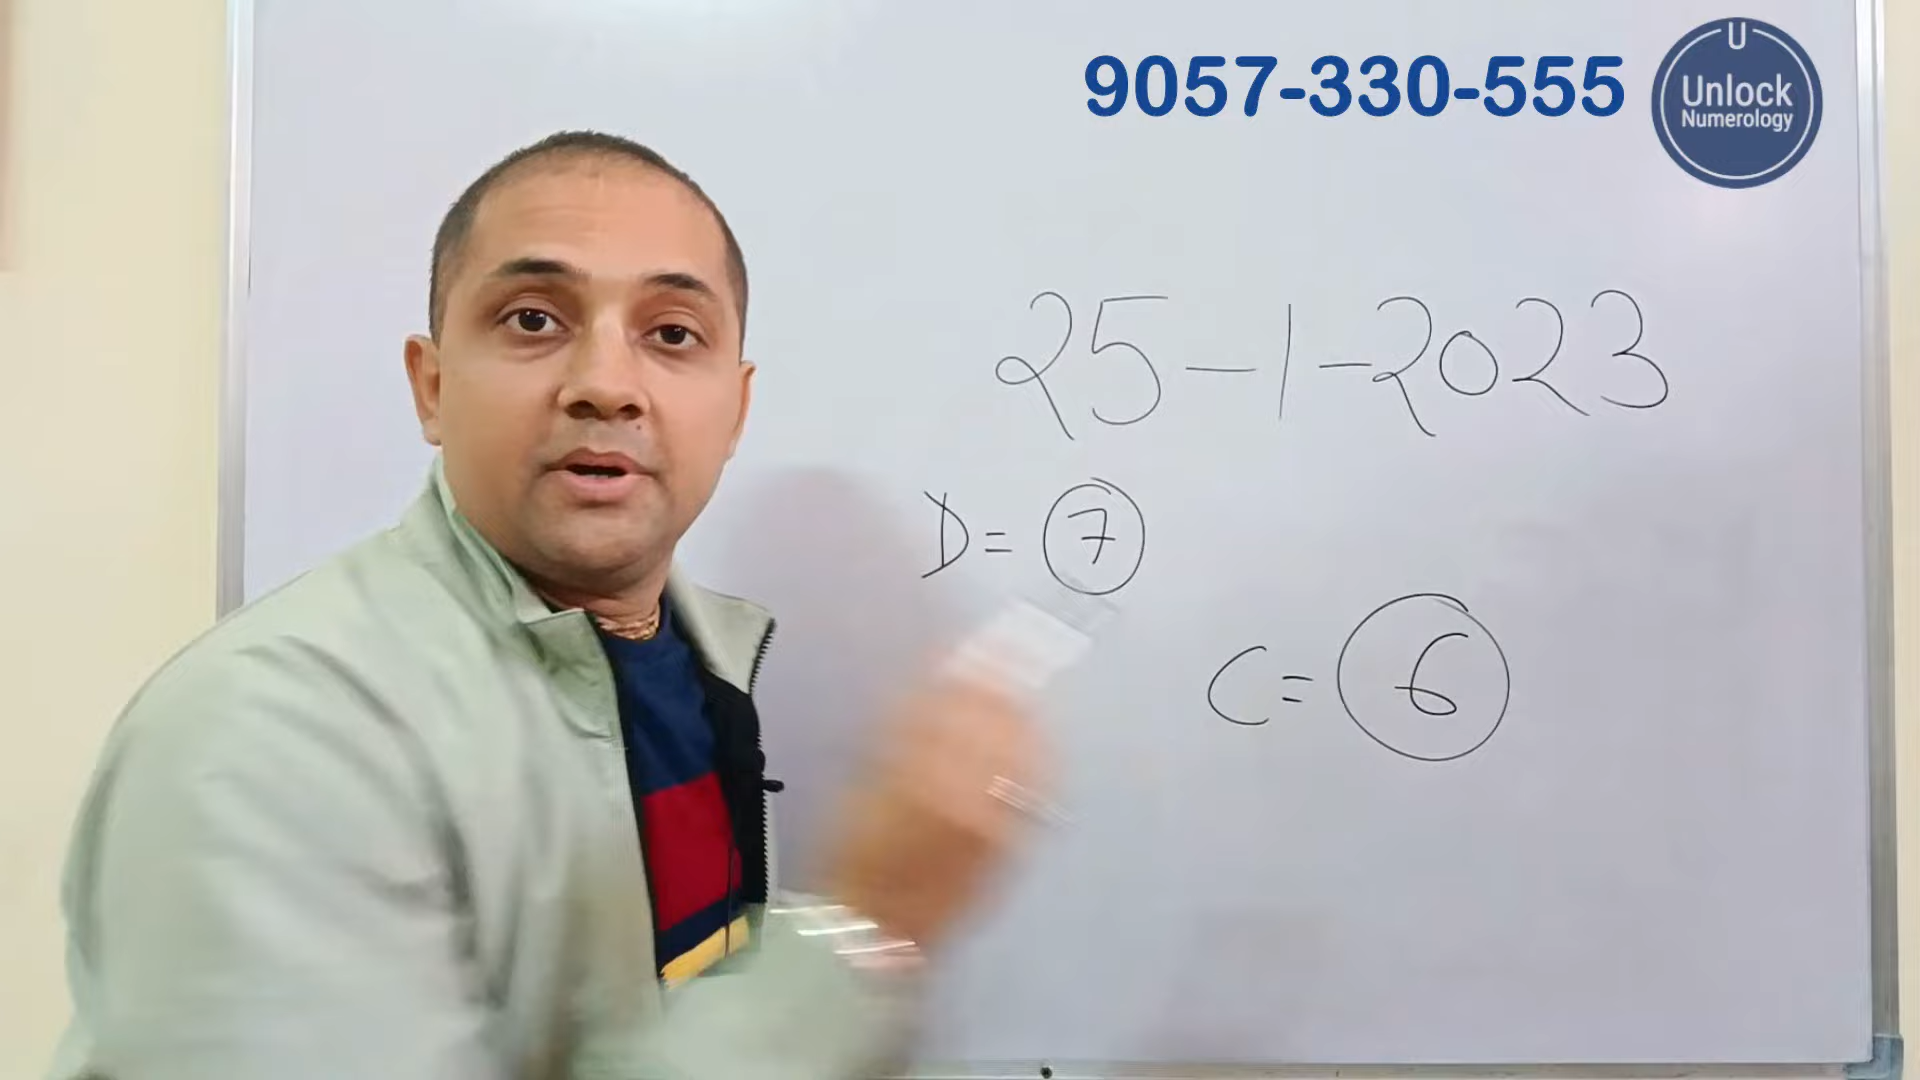 9057-330-555
U
Unlock
Numerology
25-1-2023
D = 7
C = 6